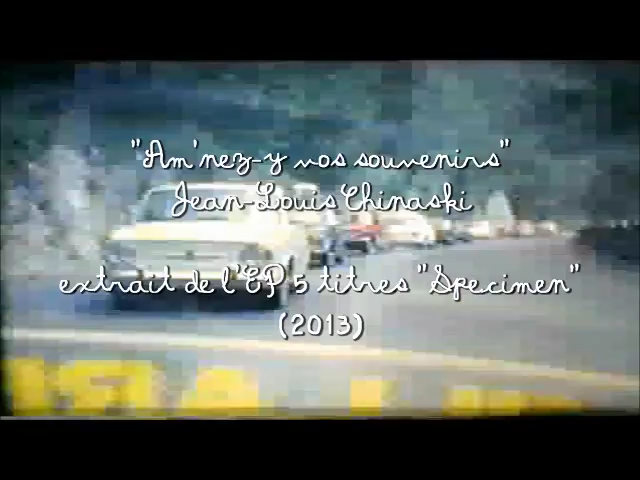 "Am'nez-y vos souvenirs"
Jean-Louis Chinaski
extrait de l'EP 5 titres "Specimen"
(2013)